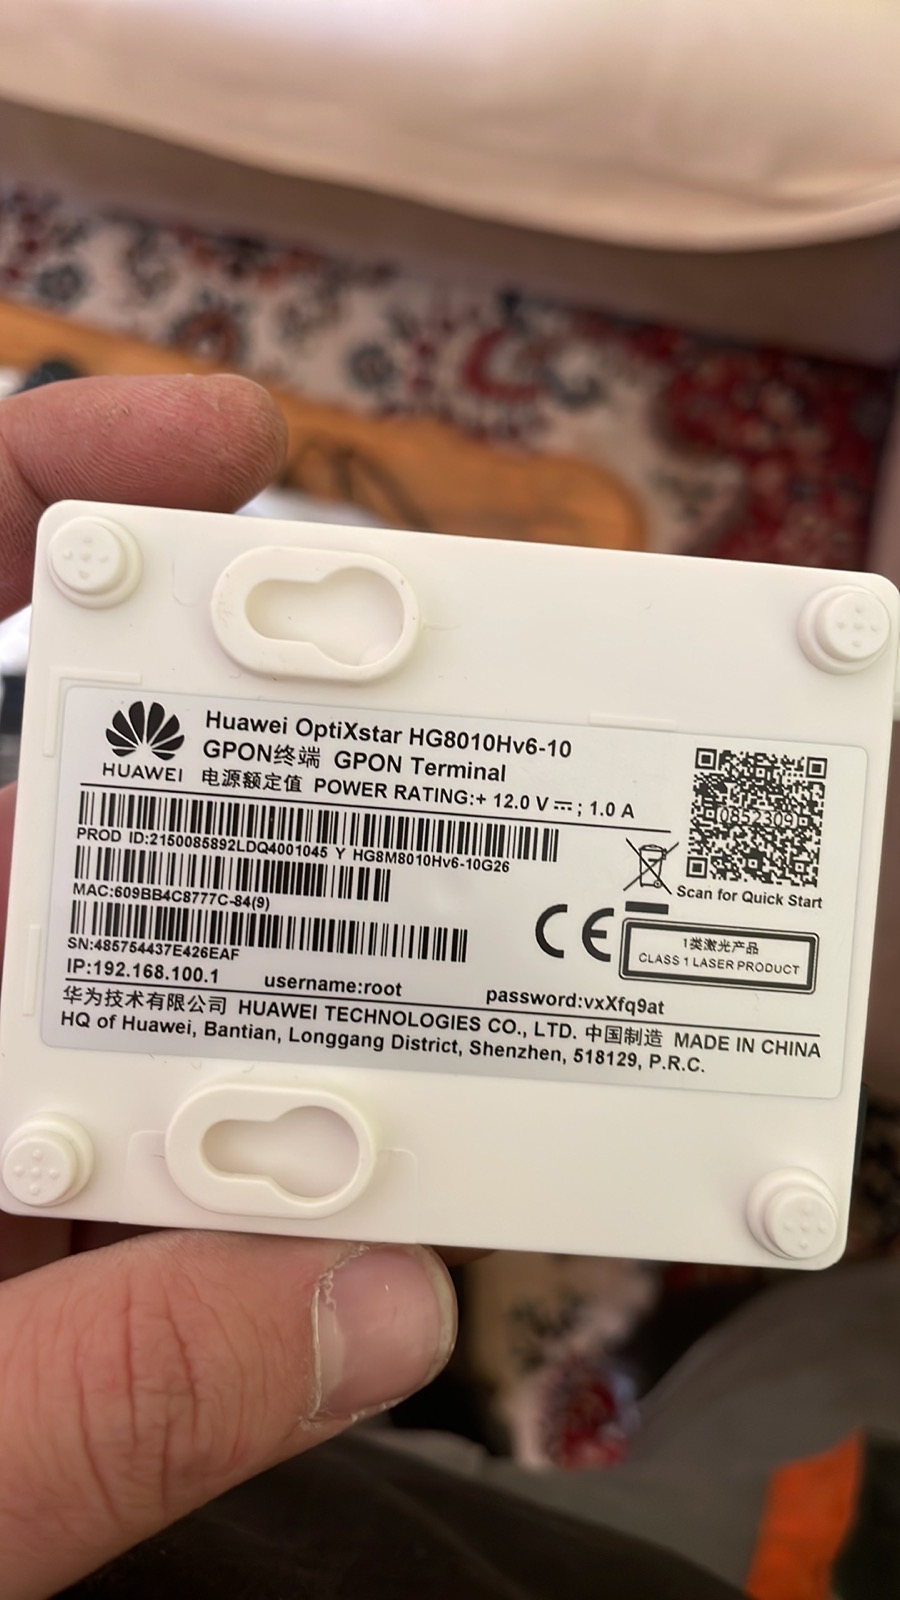 Huawei OptiXstar HG8010Hv6-10
GPON终端 GPON Terminal
HUAWEI
电源额定值 POWER RATING:+ 12.0 V ⎓; 1.0 A
(0852309)
PROD ID:2150085892LDQ4001045 Y HG8M8010Hv6-10G26
Scan for Quick Start
MAC:609BB4C8777C-84(9)
CE
1类激光产品
CLASS 1 LASER PRODUCT
SN:485754437E426EAF
IP:192.168.100.1 username:root password:vxXfq9at
华为技术有限公司 HUAWEI TECHNOLOGIES CO., LTD. 中国制造 MADE IN CHINA
HQ of Huawei, Bantian, Longgang District, Shenzhen, 518129, P.R.C.